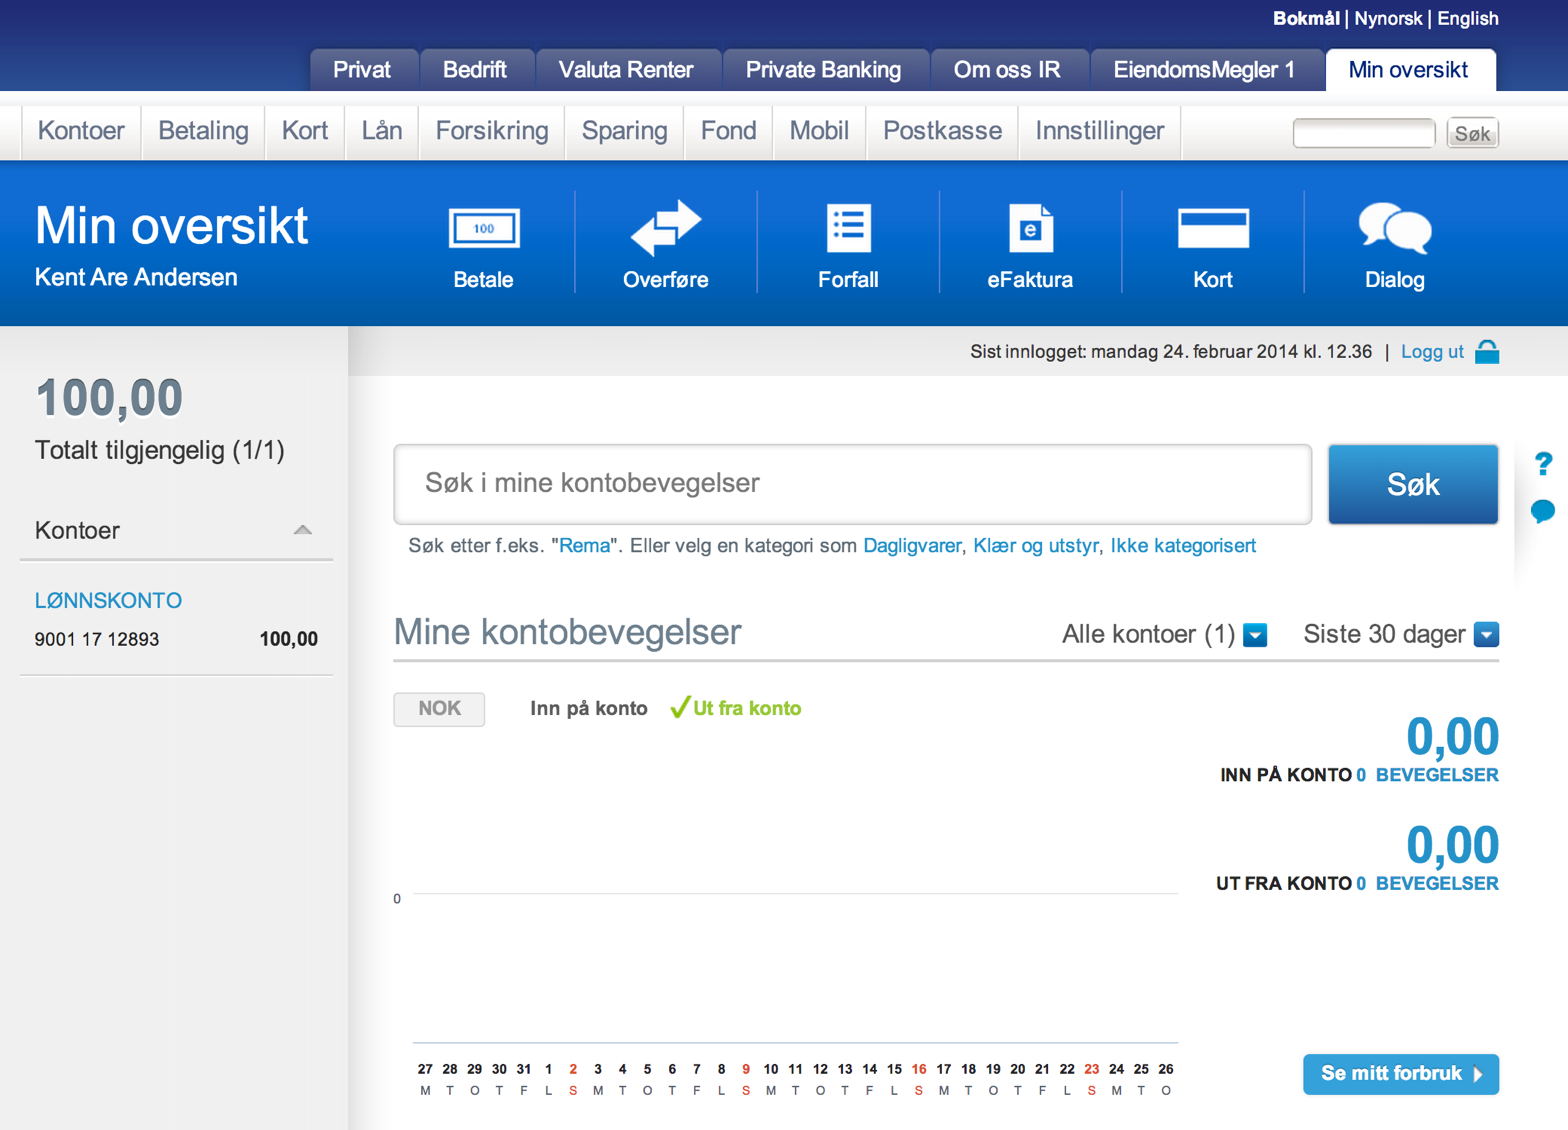 Bokmål | Nynorsk | English
Privat Bedrift Valuta Renter Private Banking Om oss IR EiendomsMegler 1 Min oversikt
Kontoer Betaling Kort Lån Forsikring Sparing Fond Mobil Postkasse Innstillinger Søk
Min oversikt
Kent Are Andersen
100
e
Betale Overføre Forfall eFaktura Kort Dialog
Sist innlogget: mandag 24. februar 2014 kl. 12.36 | Logg ut
100,00
Totalt tilgjengelig (1/1)
Kontoer
LØNNSKONTO
9001 17 12893 100,00
Søk i mine kontobevegelser Søk
?
Søk etter f.eks. "Rema". Eller velg en kategori som Dagligvarer, Klær og utstyr, Ikke kategorisert
Mine kontobevegelser Alle kontoer (1) Siste 30 dager
NOK Inn på konto Ut fra konto
0,00
INN PÅ KONTO 0 BEVEGELSER
0,00
UT FRA KONTO 0 BEVEGELSER
0
27 28 29 30 31 1 2 3 4 5 6 7 8 9 10 11 12 13 14 15 16 17 18 19 20 21 22 23 24 25 26
M T O T F L S M T O T F L S M T O T F L S M T O T F L S M T O
Se mitt forbruk